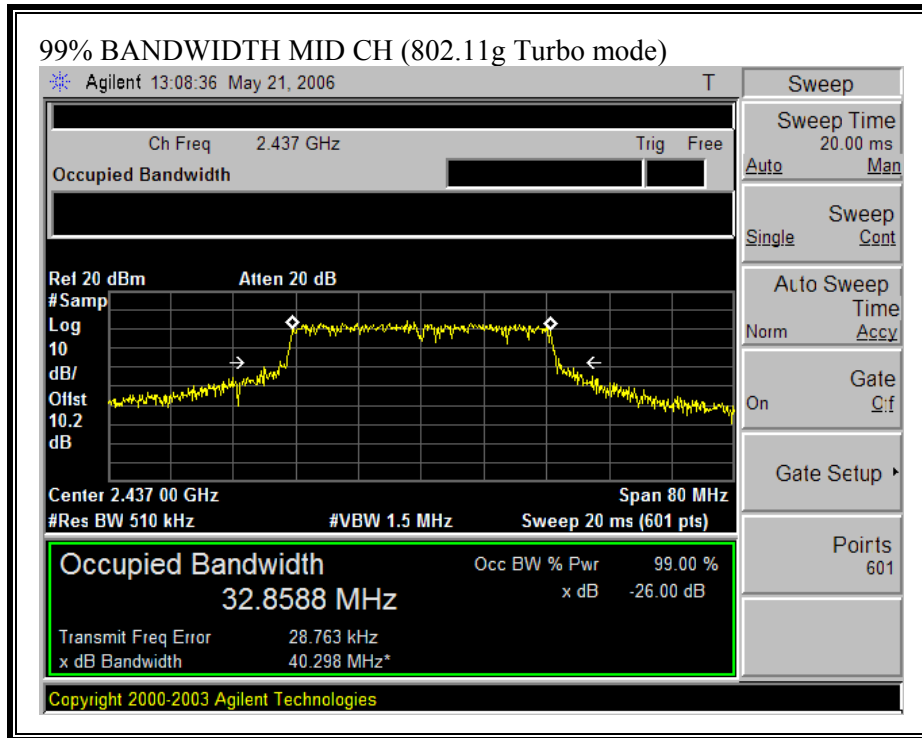 99% BANDWIDTH MID CH (802.11g Turbo mode)
Agilent 13:08:36 May 21, 2006 T
Ch Freq 2.437 GHz Trig Free
Occupied Bandwidth
Ref 20 dBm Atten 20 dB
#Samp
Log
10
dB/
Offst
10.2
dB
Center 2.437 00 GHz Span 80 MHz
#Res BW 510 kHz #VBW 1.5 MHz Sweep 20 ms (601 pts)
Occupied Bandwidth
32.8588 MHz
Occ BW % Pwr 99.00 %
x dB -26.00 dB
Transmit Freq Error 28.763 kHz
x dB Bandwidth 40.298 MHz*
Copyright 2000-2003 Agilent Technologies
Sweep
Sweep Time
20.00 ms
Auto Man
Sweep
Single Cont
Auto Sweep
Time
Norm Accy
Gate
On Off
Gate Setup
Points
601